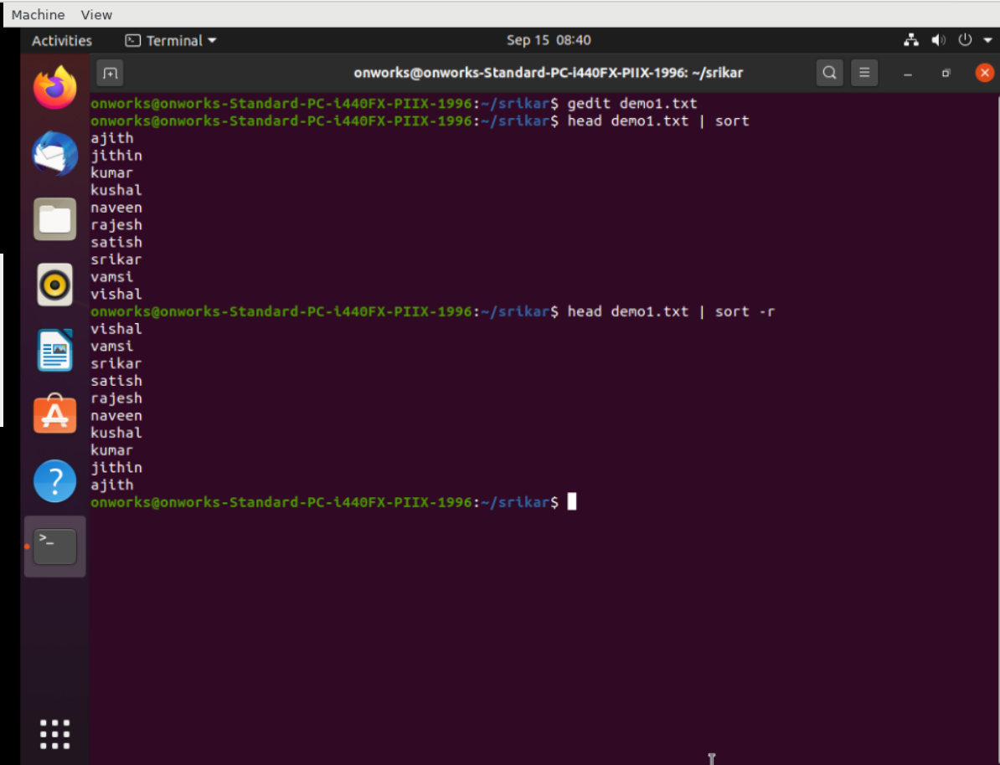 Machine View
Activities Terminal Sep 15 08:40
onworks@onworks-Standard-PC-i440FX-PIIX-1996: ~/srikar
onworks@onworks-Standard-PC-i440FX-PIIX-1996:~/srikar$ gedit demo1.txt
onworks@onworks-Standard-PC-i440FX-PIIX-1996:~/srikar$ head demo1.txt | sort
ajith
jithin
kumar
kushal
naveen
rajesh
satish
srikar
vamsi
vishal
onworks@onworks-Standard-PC-i440FX-PIIX-1996:~/srikar$ head demo1.txt | sort -r
vishal
vamsi
srikar
satish
rajesh
naveen
kushal
kumar
jithin
ajith
onworks@onworks-Standard-PC-i440FX-PIIX-1996:~/srikar$